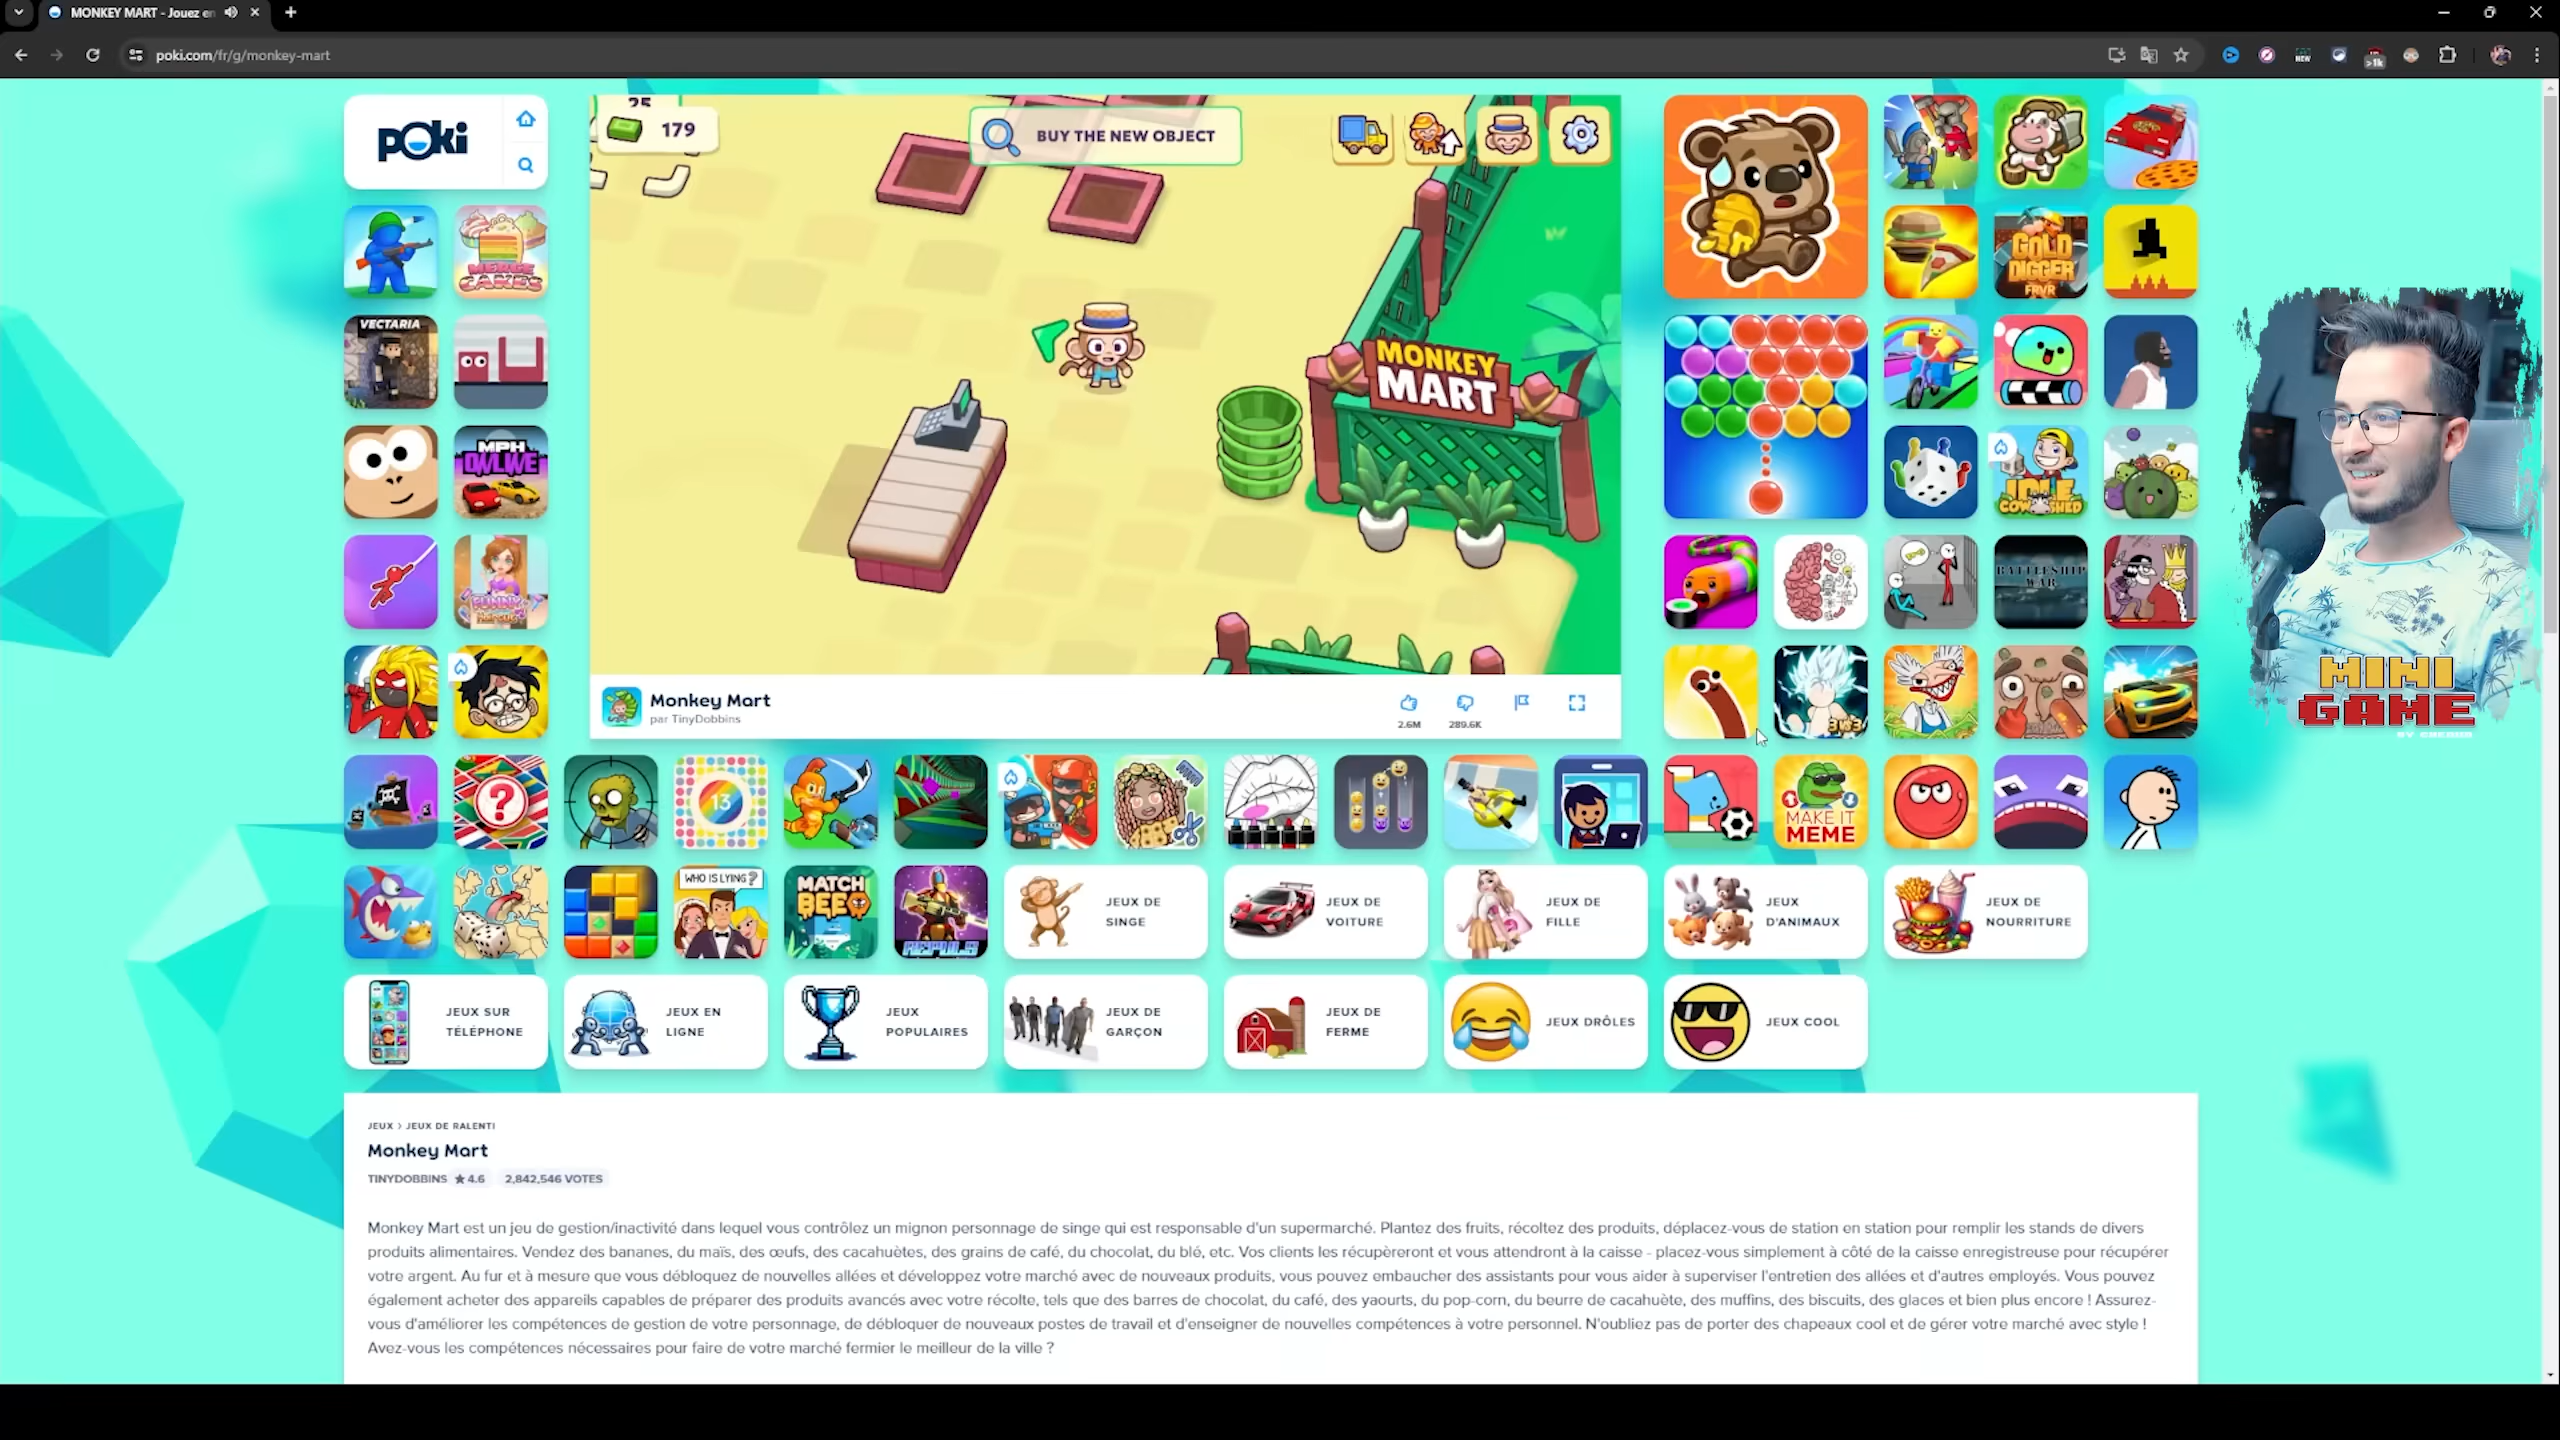 MONKEY MART - Jouez en
poki.com/fr/g/monkey-mart
NEW
>1k
poki
25
179
BUY THE NEW OBJECT
MONKEY
MART
Monkey Mart
par TinyDobbins
2.6M
289.6K
MERGE
CAKES
VECTARIA
MPH
ONLINE
FUNNY
GOLD
DIGGER
FRVR
IDLE
COWSHED
BATTLESHIP
WAR
3V3
MINI
GAME
13
MAKE IT
MEME
WHO IS LYING?
MATCH
BEEO
REPULS
JEUX DE
SINGE
JEUX DE
VOITURE
JEUX DE
FILLE
JEUX
D'ANIMAUX
JEUX DE
NOURRITURE
JEUX SUR
TÉLÉPHONE
JEUX EN
LIGNE
JEUX
POPULAIRES
JEUX DE
GARÇON
JEUX DE
FERME
JEUX DRÔLES
JEUX COOL
JEUX > JEUX DE RALENTI
Monkey Mart
TINYDOBBINS ★ 4.6 2,842,546 VOTES
Monkey Mart est un jeu de gestion/inactivité dans lequel vous contrôlez un mignon personnage de singe qui est responsable d'un supermarché. Plantez des fruits, récoltez des produits, déplacez-vous de station en station pour remplir les stands de divers
produits alimentaires. Vendez des bananes, du maïs, des œufs, des cacahuètes, des grains de café, du chocolat, du blé, etc. Vos clients les récupèreront et vous attendront à la caisse - placez-vous simplement à côté de la caisse enregistreuse pour récupérer
votre argent. Au fur et à mesure que vous débloquez de nouvelles allées et développez votre marché avec de nouveaux produits, vous pouvez embaucher des assistants pour vous aider à superviser l'entretien des allées et d'autres employés. Vous pouvez
également acheter des appareils capables de préparer des produits avancés avec votre récolte, tels que des barres de chocolat, du café, des yaourts, du pop-corn, du beurre de cacahuète, des muffins, des biscuits, des glaces et bien plus encore ! Assurez-
vous d'améliorer les compétences de gestion de votre personnage, de débloquer de nouveaux postes de travail et d'enseigner de nouvelles compétences à votre personnel. N'oubliez pas de porter des chapeaux cool et de gérer votre marché avec style !
Avez-vous les compétences nécessaires pour faire de votre marché fermier le meilleur de la ville ?